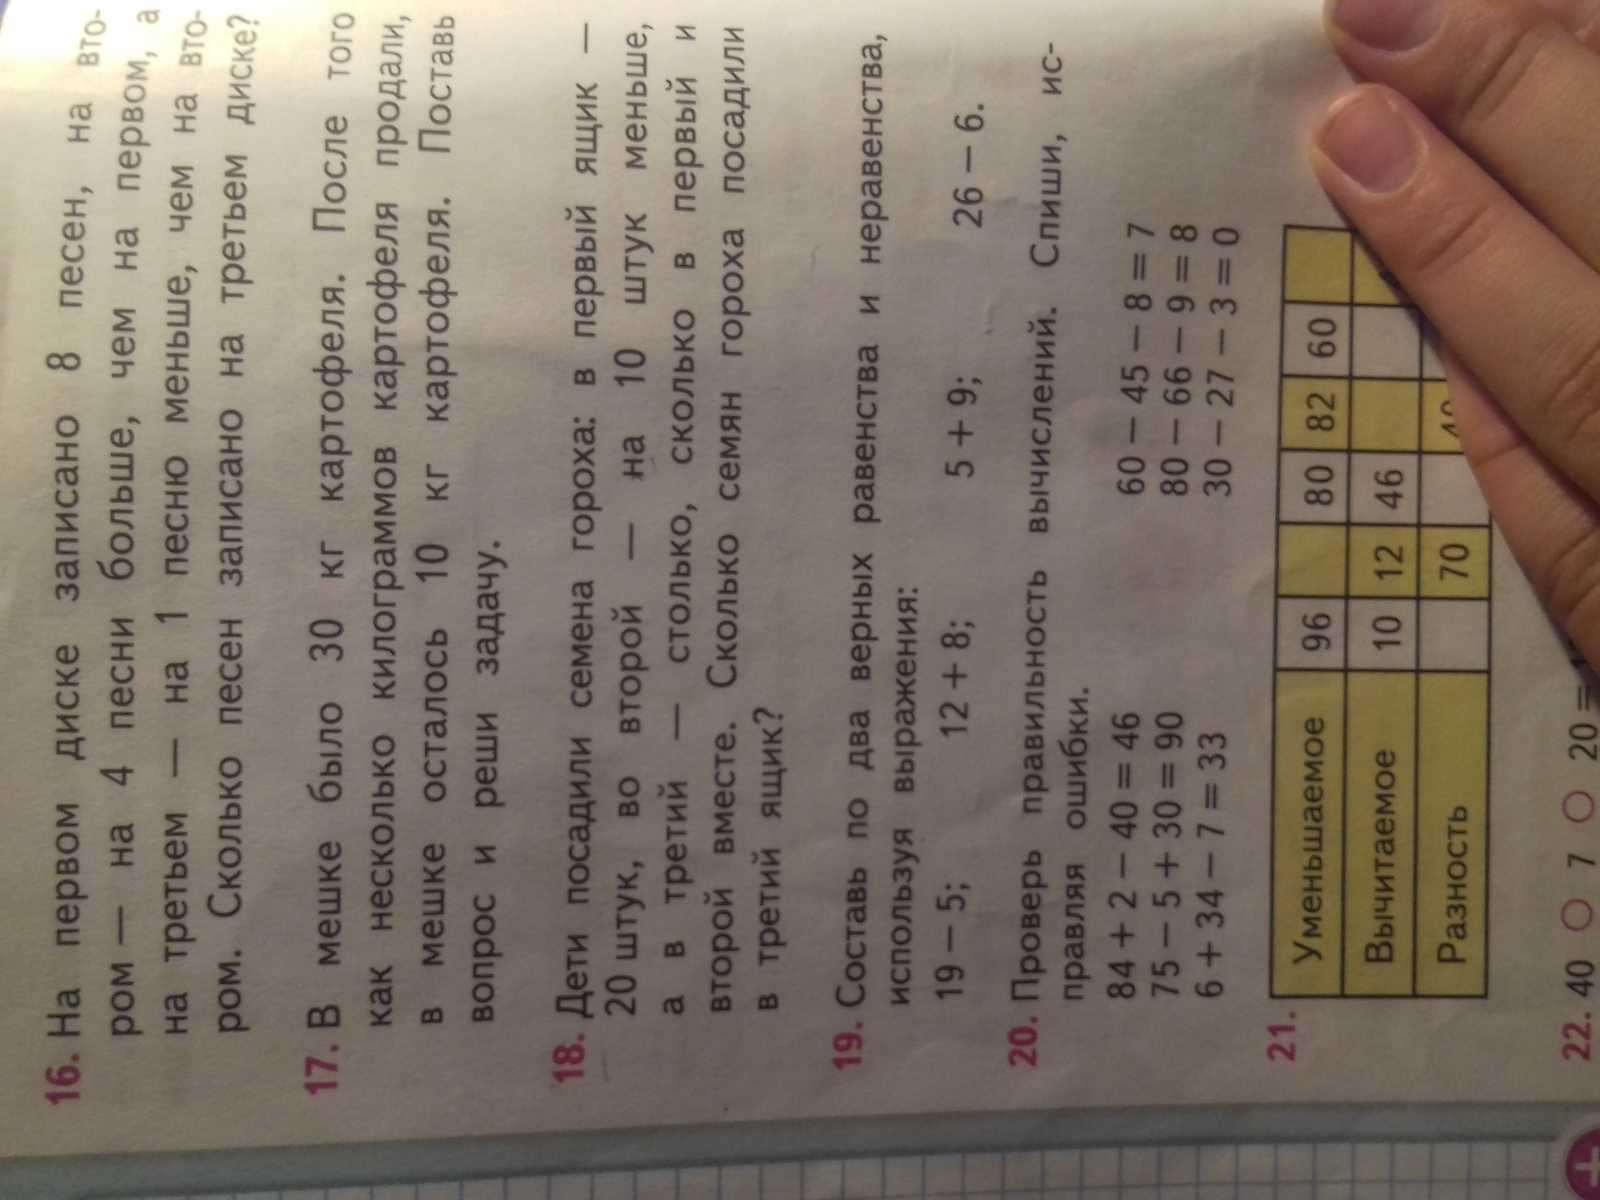 16. На первом диске записано 8 песен, на вто-
ром — на 4 песни больше, чем на первом, а
на третьем — на 1 песню меньше, чем на вто-
ром. Сколько песен записано на третьем диске?
17. В мешке было 30 кг картофеля. После того
как несколько килограммов картофеля продали,
в мешке осталось 10 кг картофеля. Поставь
вопрос и реши задачу.
18. Дети посадили семена гороха: в первый ящик —
20 штук, во второй — на 10 штук меньше,
а в третий — столько, сколько в первый и
второй вместе. Сколько семян гороха посадили
в третий ящик?
19. Составь по два верных равенства и неравенства,
используя выражения:
19 − 5; 12 + 8; 5 + 9; 26 − 6.
20. Проверь правильность вычислений. Спиши, ис-
правляя ошибки.
84 + 2 − 40 = 46 60 − 45 − 8 = 7
75 − 5 + 30 = 90 80 − 66 − 9 = 8
6 + 34 − 7 = 33 30 − 27 − 3 = 0
21.
Уменьшаемое 96 80 82 60
Вычитаемое 10 12 46
Разность 70
22. 40 ○ 7 ○ 20 =